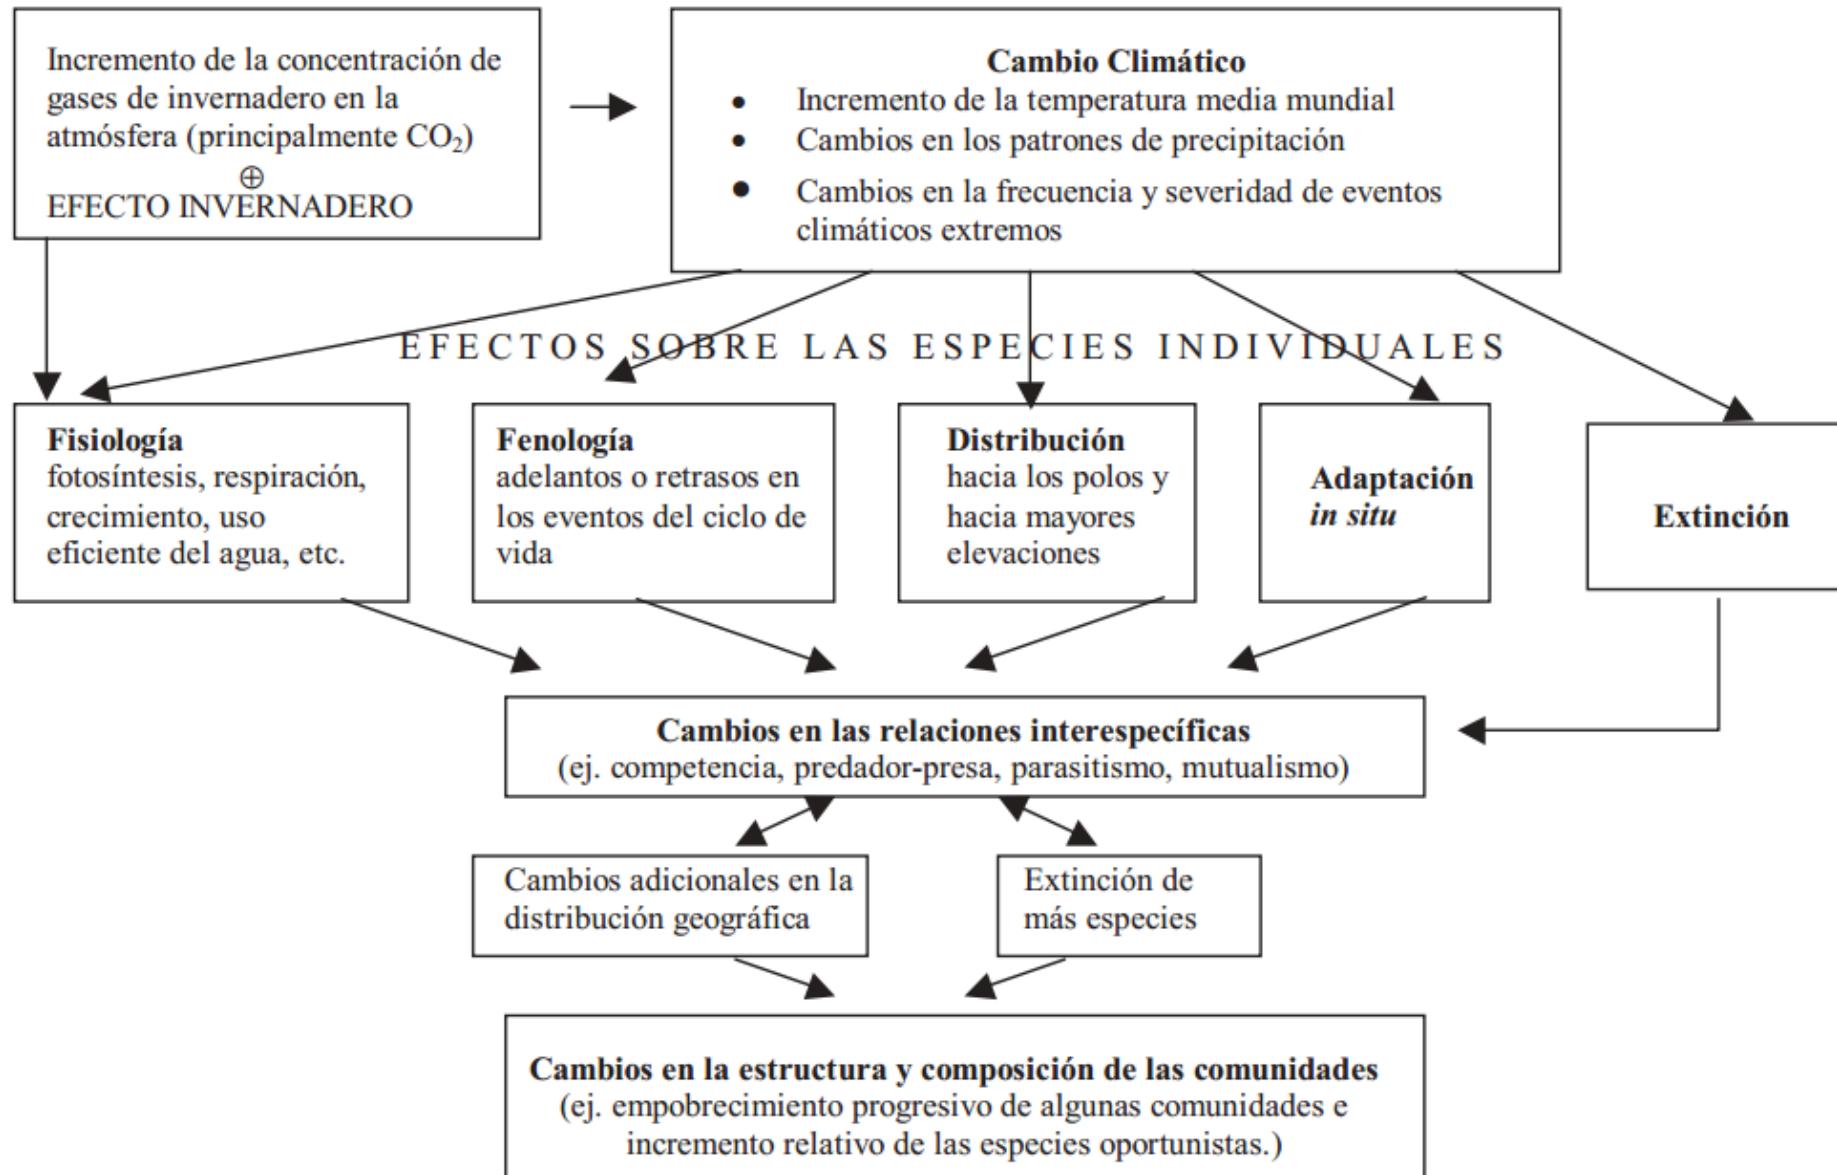 Incremento de la concentración de
gases de invernadero en la
atmósfera (principalmente CO₂)
⊕
EFECTO INVERNADERO
Cambio Climático
• Incremento de la temperatura media mundial
• Cambios en los patrones de precipitación
• Cambios en la frecuencia y severidad de eventos
climáticos extremos
EFECTOS SOBRE LAS ESPECIES INDIVIDUALES
Fisiología
fotosíntesis, respiración,
crecimiento, uso
eficiente del agua, etc.
Fenología
adelantos o retrasos en
los eventos del ciclo de
vida
Distribución
hacia los polos y
hacia mayores
elevaciones
Adaptación
in situ
Extinción
Cambios en las relaciones interespecíficas
(ej. competencia, predador-presa, parasitismo, mutualismo)
Cambios adicionales en la
distribución geográfica
Extinción de
más especies
Cambios en la estructura y composición de las comunidades
(ej. empobrecimiento progresivo de algunas comunidades e
incremento relativo de las especies oportunistas.)